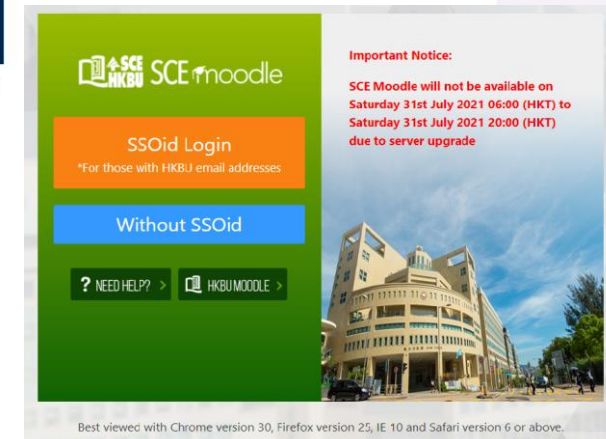 SCE
HKBU SCE moodle
SSOid Login
*For those with HKBU email addresses
Without SSOid
? NEED HELP? >
HKBU MOODLE >
Important Notice:
SCE Moodle will not be available on
Saturday 31st July 2021 06:00 (HKT) to
Saturday 31st July 2021 20:00 (HKT)
due to server upgrade
Best viewed with Chrome version 30, Firefox version 25, IE 10 and Safari version 6 or above.